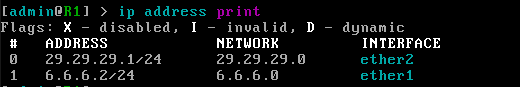 [admin@R1] > ip address print
Flags: X - disabled, I - invalid, D - dynamic
# ADDRESS NETWORK INTERFACE
0 29.29.29.1/24 29.29.29.0 ether2
1 6.6.6.2/24 6.6.6.0 ether1